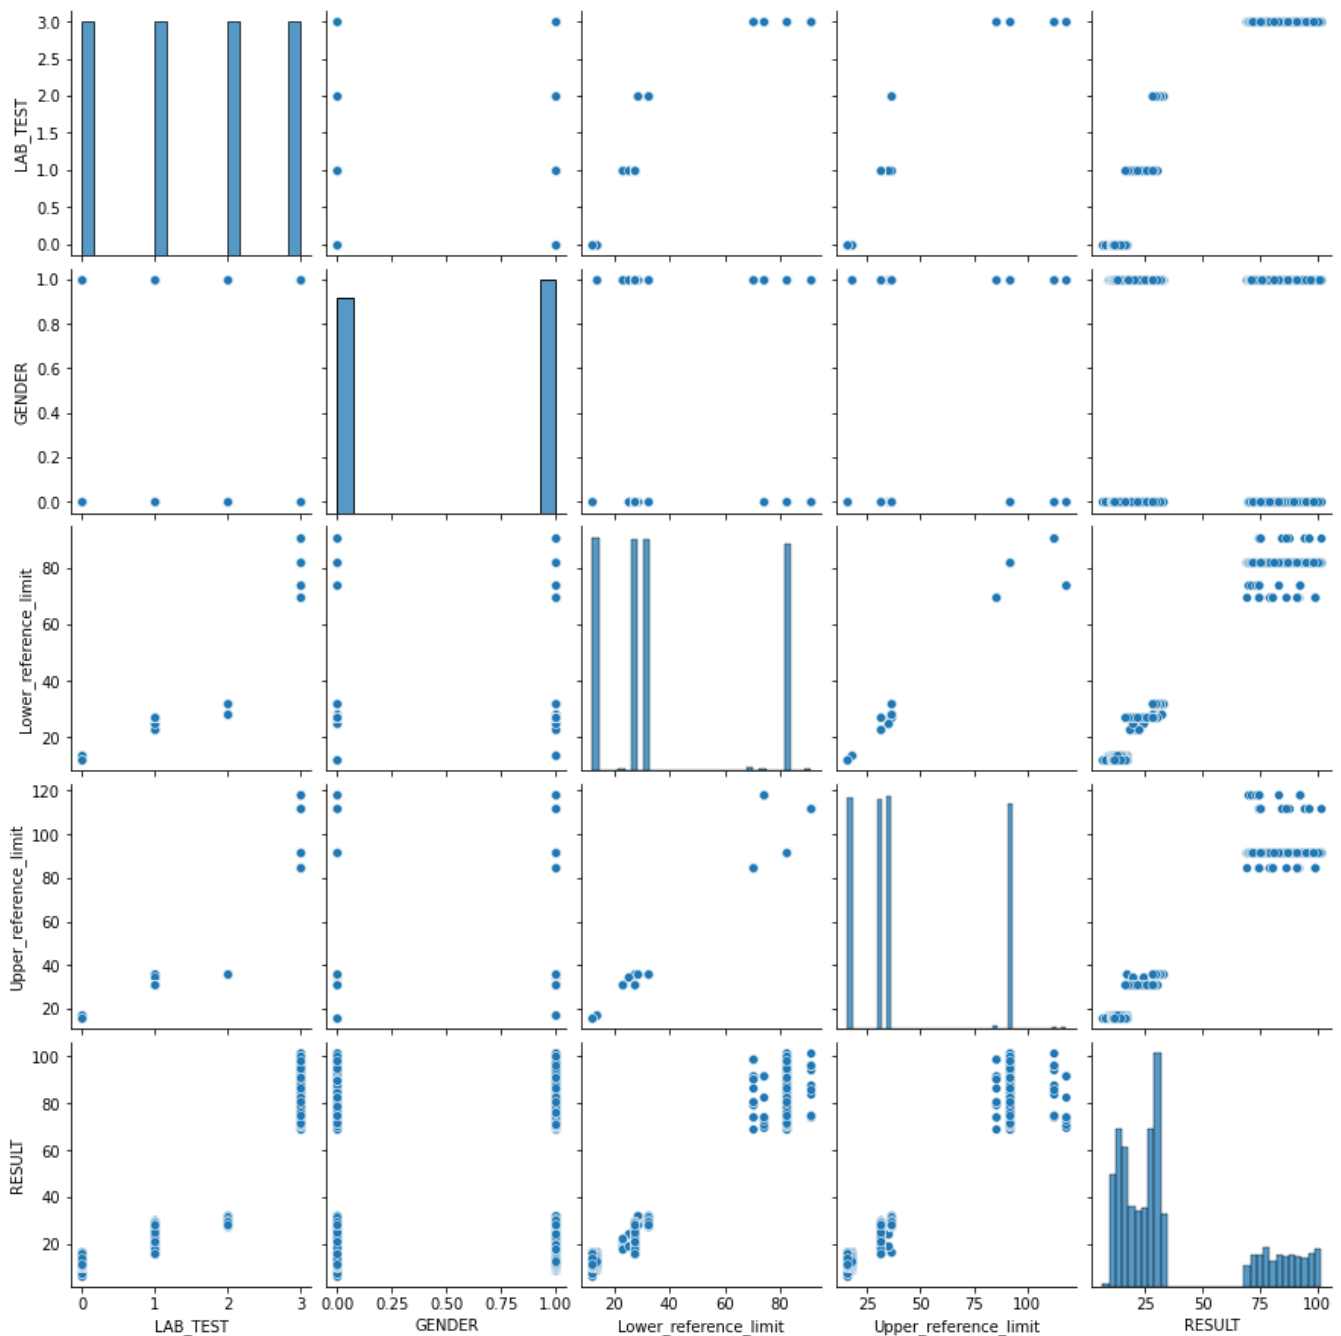 3.0
2.5
2.0
1.5
1.0
0.5
0.0
LAB_TEST
1.0
0.8
0.6
0.4
0.2
0.0
GENDER
80
60
40
20
Lower_reference_limit
120
100
80
60
40
20
Upper_reference_limit
100
80
60
40
20
RESULT
0 1 2 3
0.00 0.25 0.50 0.75 1.00
20 40 60 80
25 50 75 100
25 50 75 100
LAB_TEST
GENDER
Lower_reference_limit
Upper_reference_limit
RESULT